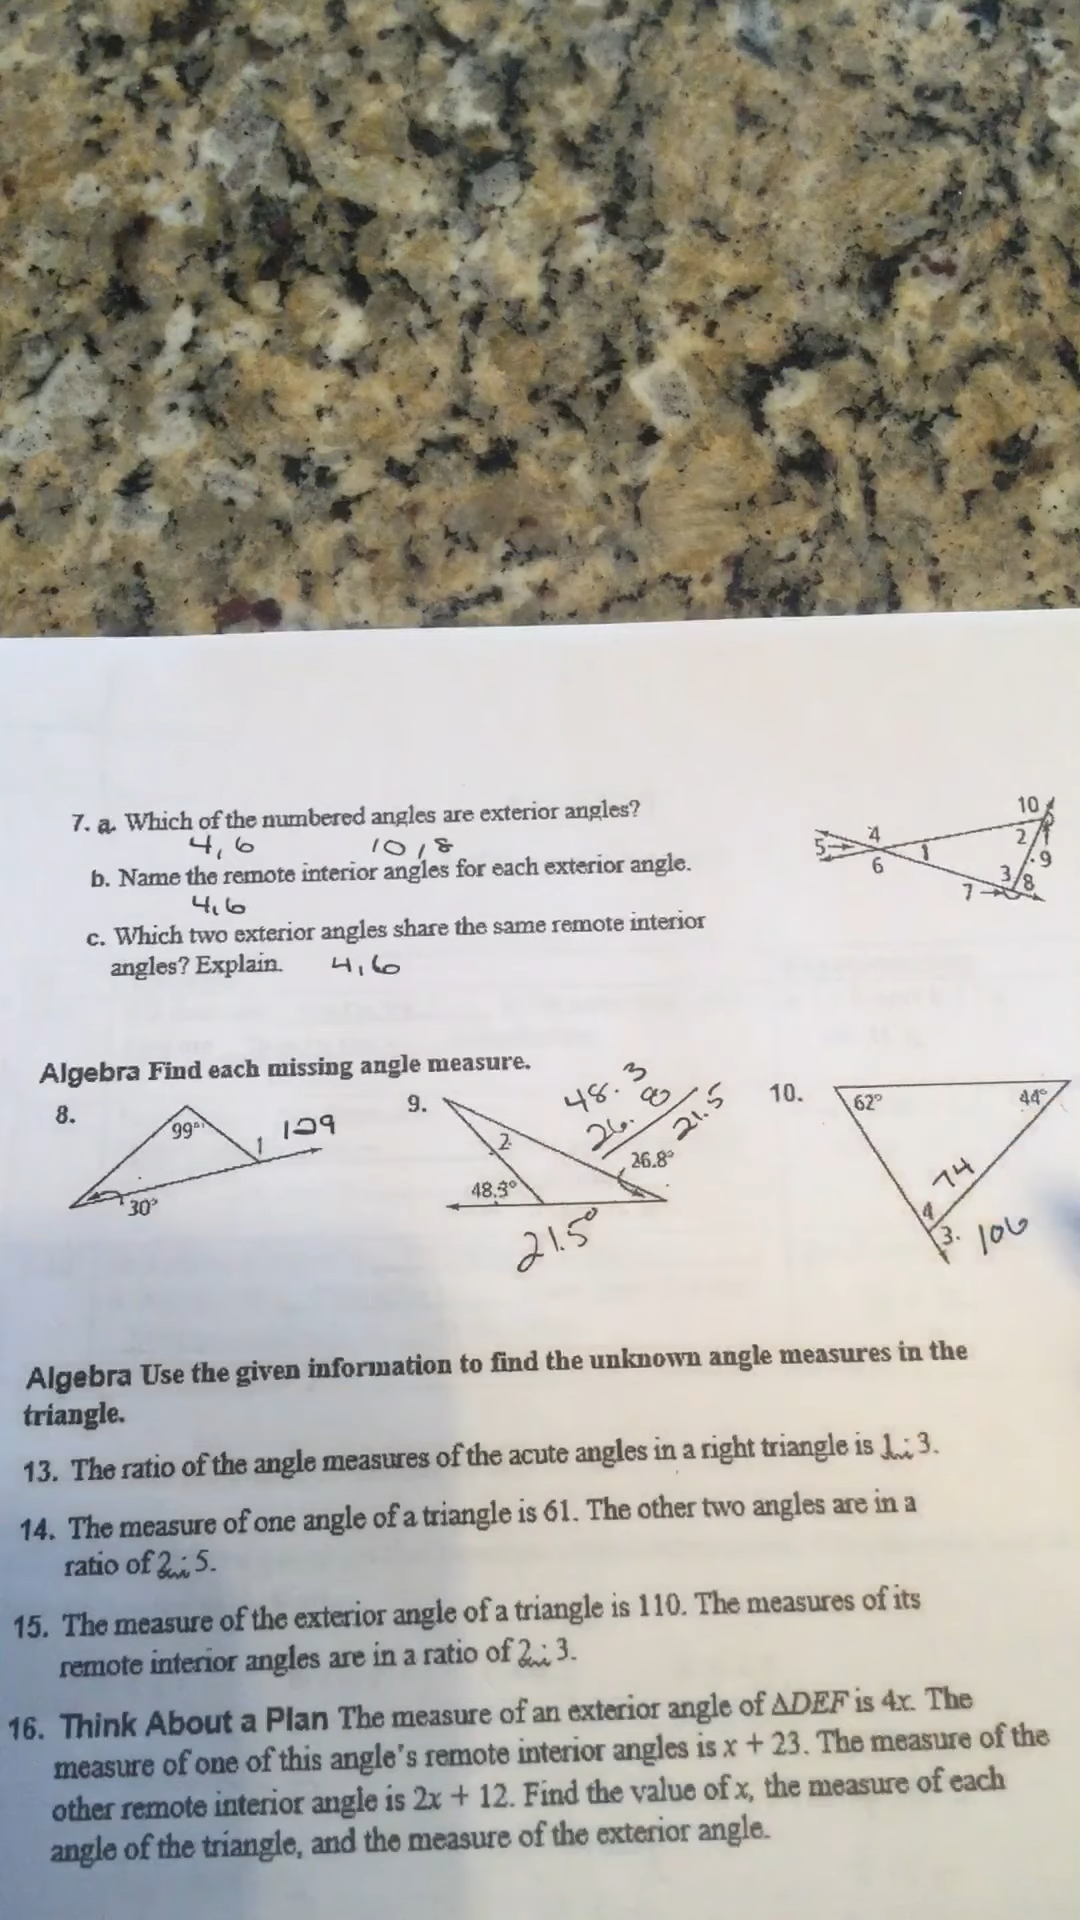 7. a. Which of the numbered angles are exterior angles?
4, 6 10, 8
b. Name the remote interior angles for each exterior angle.
4, 6
c. Which two exterior angles share the same remote interior
angles? Explain. 4, 6
10
5 4 2
6 1 9
3 8
7
Algebra Find each missing angle measure.
8. 99° 1 129
30°
9. 2 48.3
26.8
21.5
26.8°
48.3°
21.5°
10. 62° 44°
74
4
3. 106
Algebra Use the given information to find the unknown angle measures in the
triangle.
13. The ratio of the angle measures of the acute angles in a right triangle is 1 : 3.
14. The measure of one angle of a triangle is 61. The other two angles are in a
ratio of 2 : 5.
15. The measure of the exterior angle of a triangle is 110. The measures of its
remote interior angles are in a ratio of 2 : 3.
16. Think About a Plan The measure of an exterior angle of ΔDEF is 4x. The
measure of one of this angle's remote interior angles is x + 23. The measure of the
other remote interior angle is 2x + 12. Find the value of x, the measure of each
angle of the triangle, and the measure of the exterior angle.